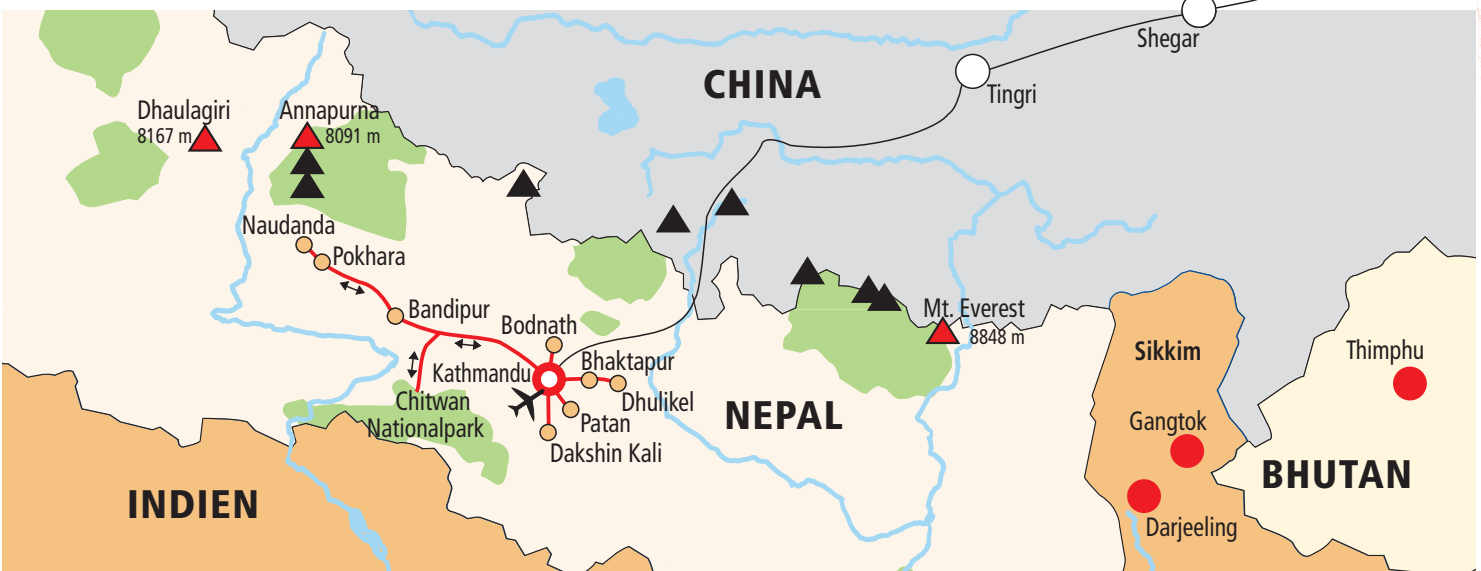 Shegar
CHINA
Tingri
Dhaulagiri
8167 m
Annapurna
8091 m
Naudanda
Pokhara
Bandipur
Bodnath
Mt. Everest
8848 m
Sikkim
Thimphu
Kathmandu
Bhaktapur
Dhulikel
Chitwan
Nationalpark
Patan
NEPAL
Gangtok
Dakshin Kali
BHUTAN
INDIEN
Darjeeling